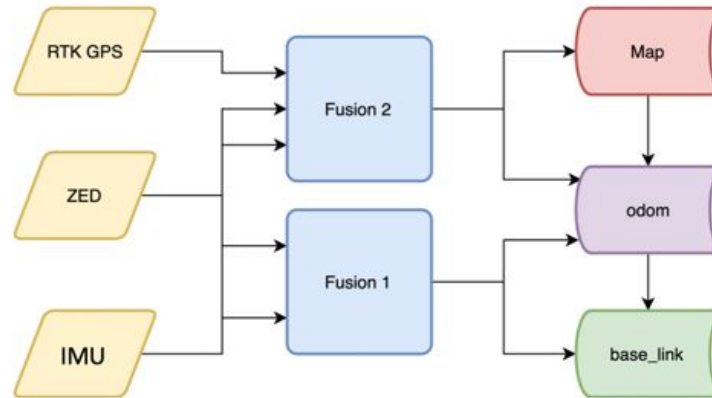 RTK GPS
Map
Fusion 2
ZED
odom
Fusion 1
IMU
base_link